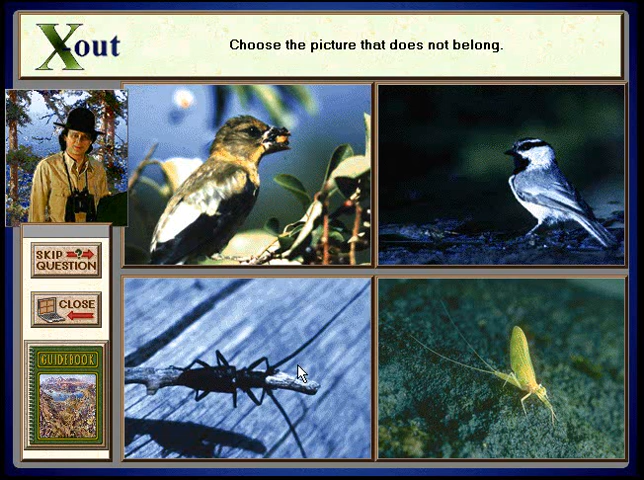 Xout
Choose the picture that does not belong.
SKIP
QUESTION
CLOSE
GUIDEBOOK